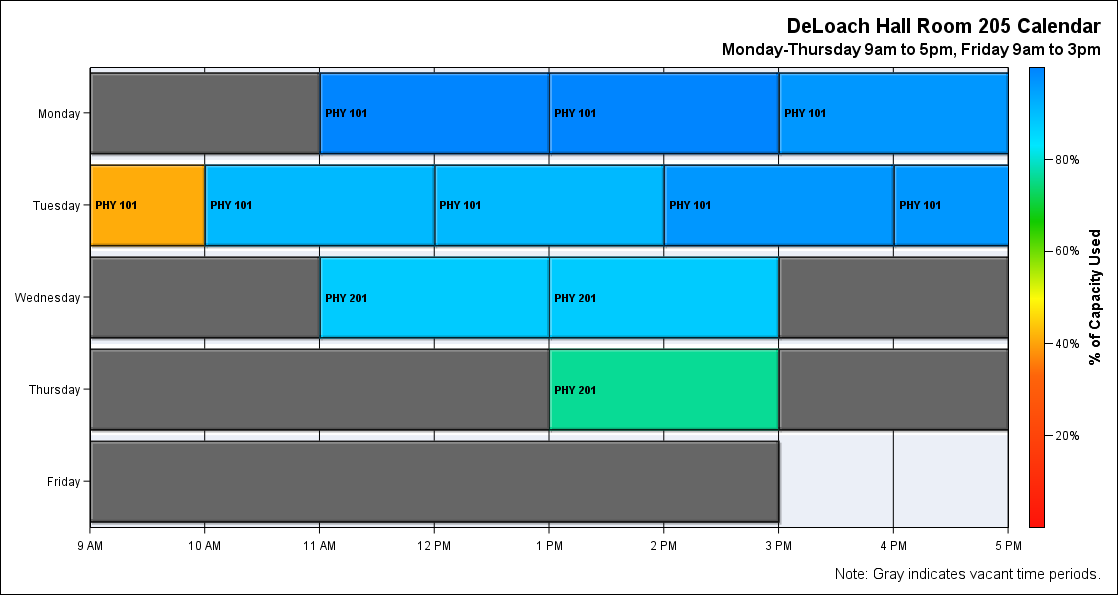 DeLoach Hall Room 205 Calendar
Monday-Thursday 9am to 5pm, Friday 9am to 3pm
Monday
PHY 101
PHY 101
PHY 101
Tuesday
PHY 101
PHY 101
PHY 101
PHY 101
PHY 101
Wednesday
PHY 201
PHY 201
Thursday
PHY 201
Friday
9 AM
10 AM
11 AM
12 PM
1 PM
2 PM
3 PM
4 PM
5 PM
80%
60%
40%
20%
% of Capacity Used
Note: Gray indicates vacant time periods.